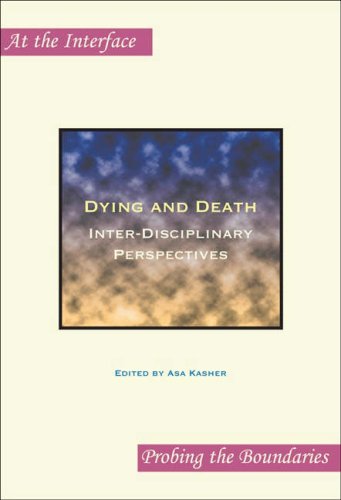 At the Interface
DYING AND DEATH
INTER-DISCIPLINARY
PERSPECTIVES
EDITED BY ASA KASHER
Probing the Boundaries